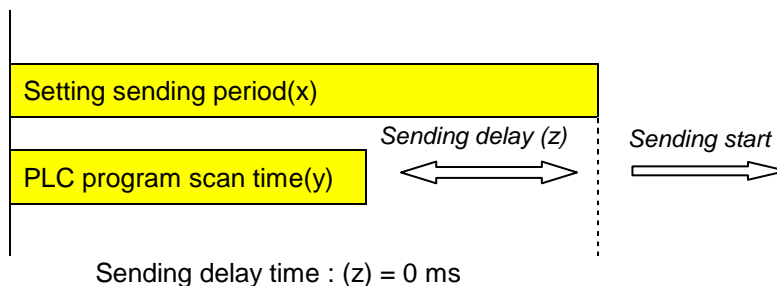 Setting sending period(x)
Sending delay (z)
Sending start
PLC program scan time(y)
Sending delay time : (z) = 0 ms